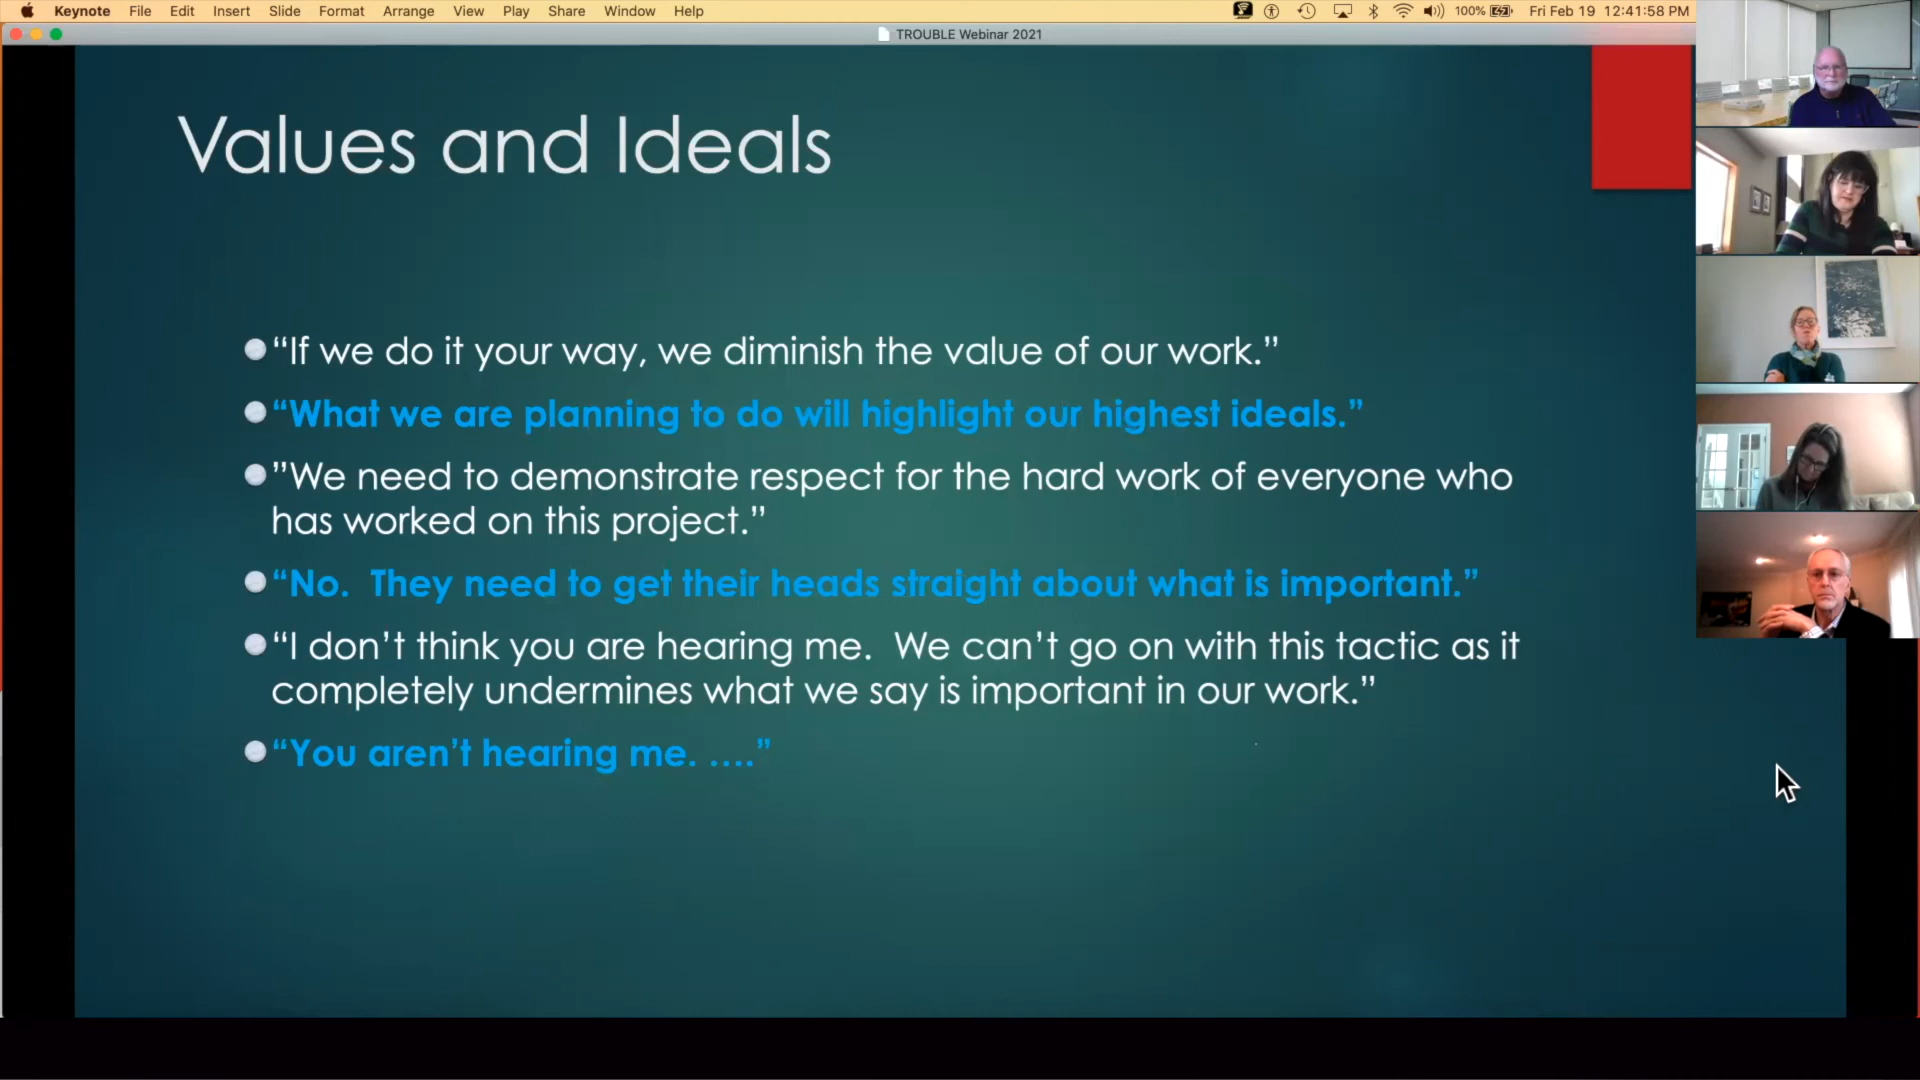 Keynote File Edit Insert Slide Format Arrange View Play Share Window Help 100% Fri Feb 19 12:41:58 PM
TROUBLE Webinar 2021
Values and Ideals
“If we do it your way, we diminish the value of our work.”
“What we are planning to do will highlight our highest ideals.”
”We need to demonstrate respect for the hard work of everyone who
has worked on this project.”
“No.  They need to get their heads straight about what is important.”
“I don’t think you are hearing me.  We can’t go on with this tactic as it
completely undermines what we say is important in our work.”
“You aren’t hearing me. ….”